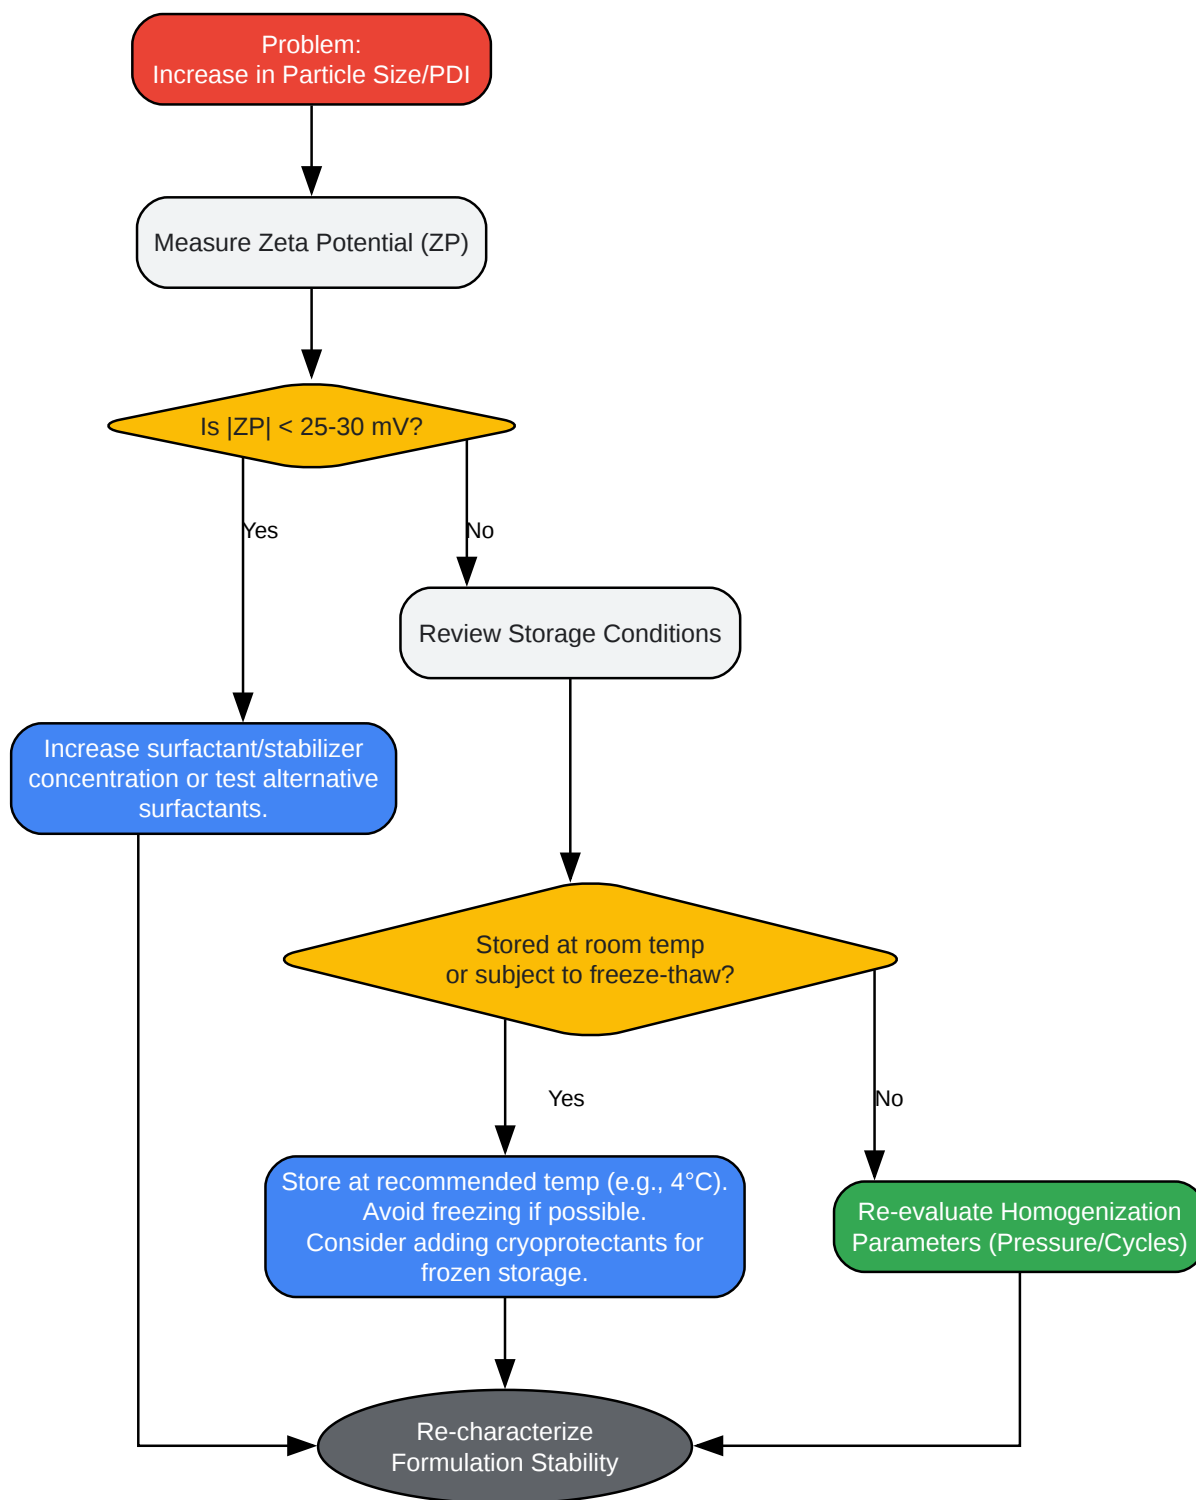 Problem:
Increase in Particle Size/PDI
Measure Zeta Potential (ZP)
Is |ZP| < 25-30 mV?
Yes
No
Review Storage Conditions
Increase surfactant/stabilizer
concentration or test alternative
surfactants.
Stored at room temp
or subject to freeze-thaw?
Yes
No
Store at recommended temp (e.g., 4°C).
Avoid freezing if possible.
Consider adding cryoprotectants for
frozen storage.
Re-evaluate Homogenization
Parameters (Pressure/Cycles)
Re-characterize
Formulation Stability